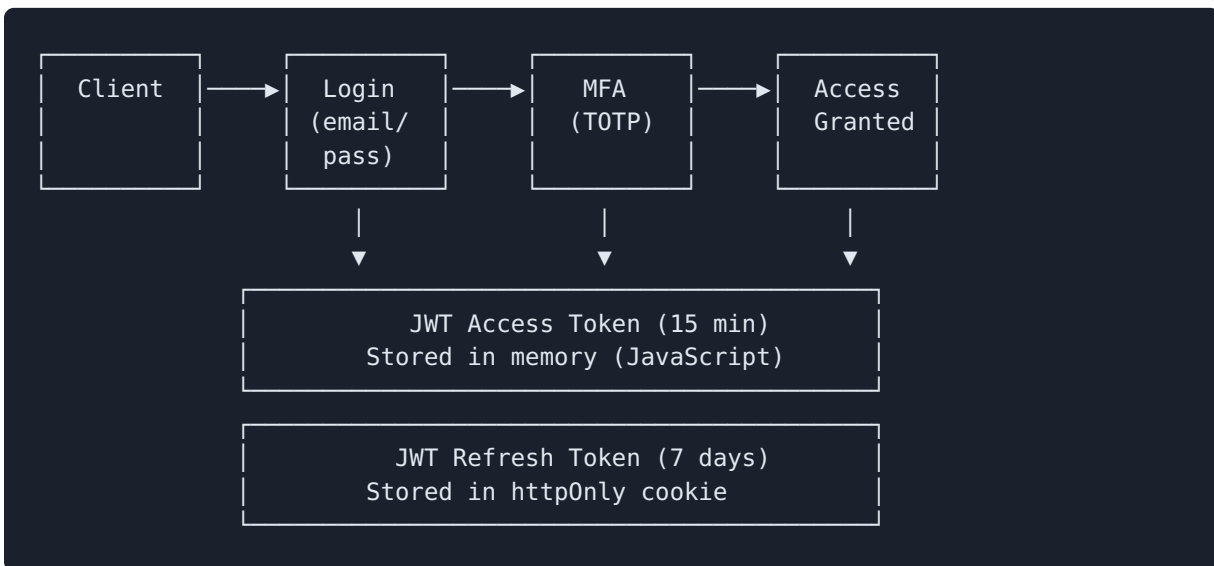 Client Login MFA Access
(email/ (TOTP) Granted
pass)
JWT Access Token (15 min)
Stored in memory (JavaScript)
JWT Refresh Token (7 days)
Stored in httpOnly cookie